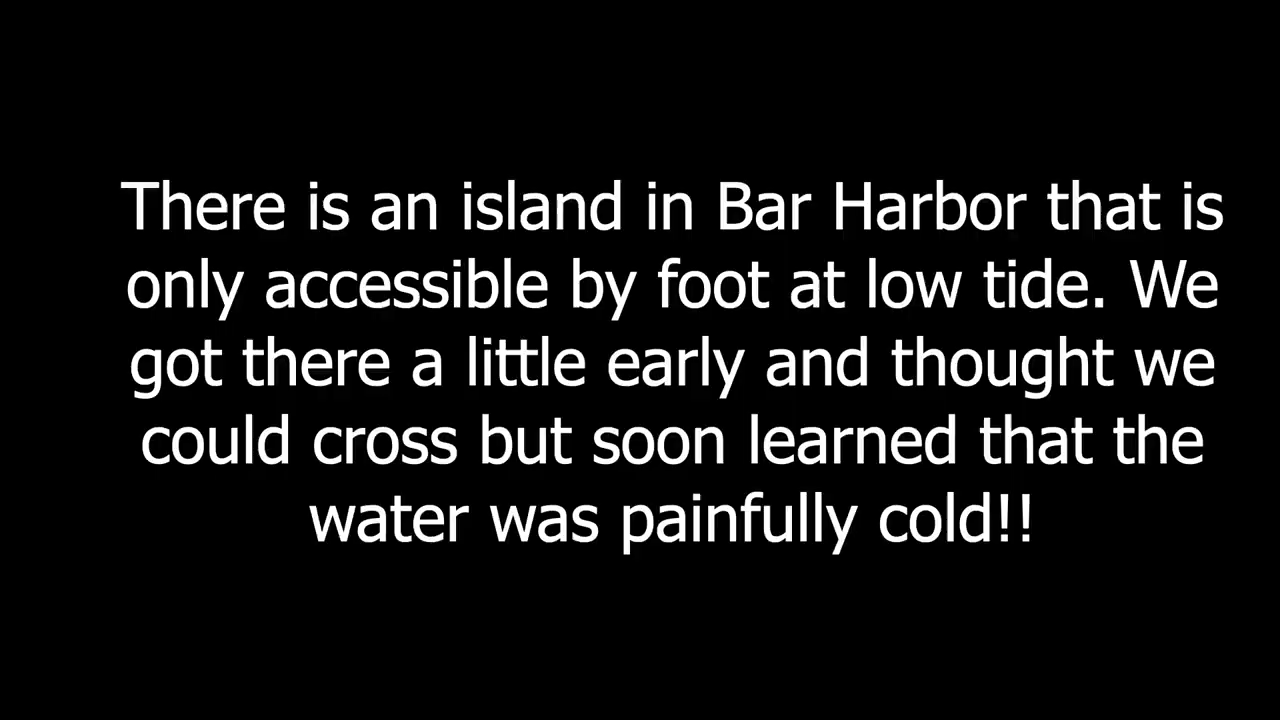 There is an island in Bar Harbor that is
only accessible by foot at low tide. We
got there a little early and thought we
could cross but soon learned that the
water was painfully cold!!